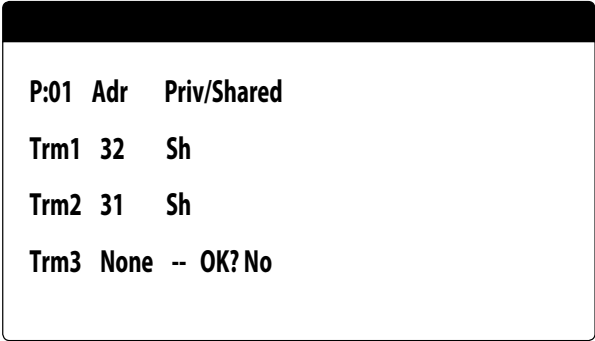 P:01 Adr Priv/Shared
Trm1 32 Sh
Trm2 31 Sh
Trm3 None -- OK? No